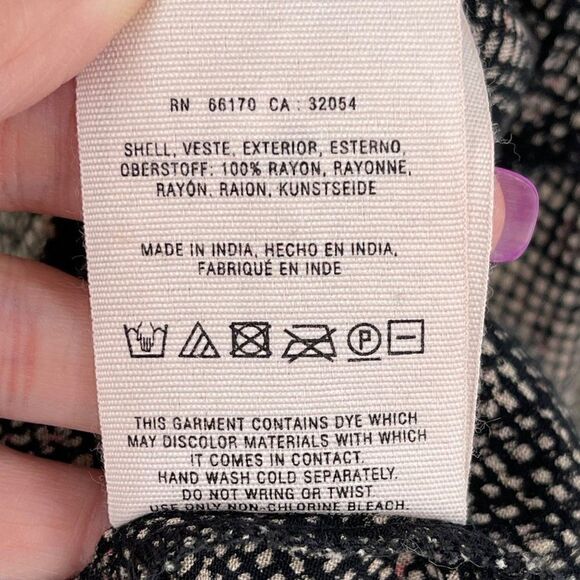 RN 66170 CA : 32054
SHELL, VESTE, EXTERIOR, ESTERNO,
OBERSTOFF: 100% RAYON, RAYONNE,
RAYÓN, RAION, KUNSTSEIDE
MADE IN INDIA, HECHO EN INDIA,
FABRIQUÉ EN INDE
P
THIS GARMENT CONTAINS DYE WHICH
MAY DISCOLOR MATERIALS WITH WHICH
IT COMES IN CONTACT.
HAND WASH COLD SEPARATELY.
DO NOT WRING OR TWIST
USE ONLY NON-CHLORINE BLEACH.